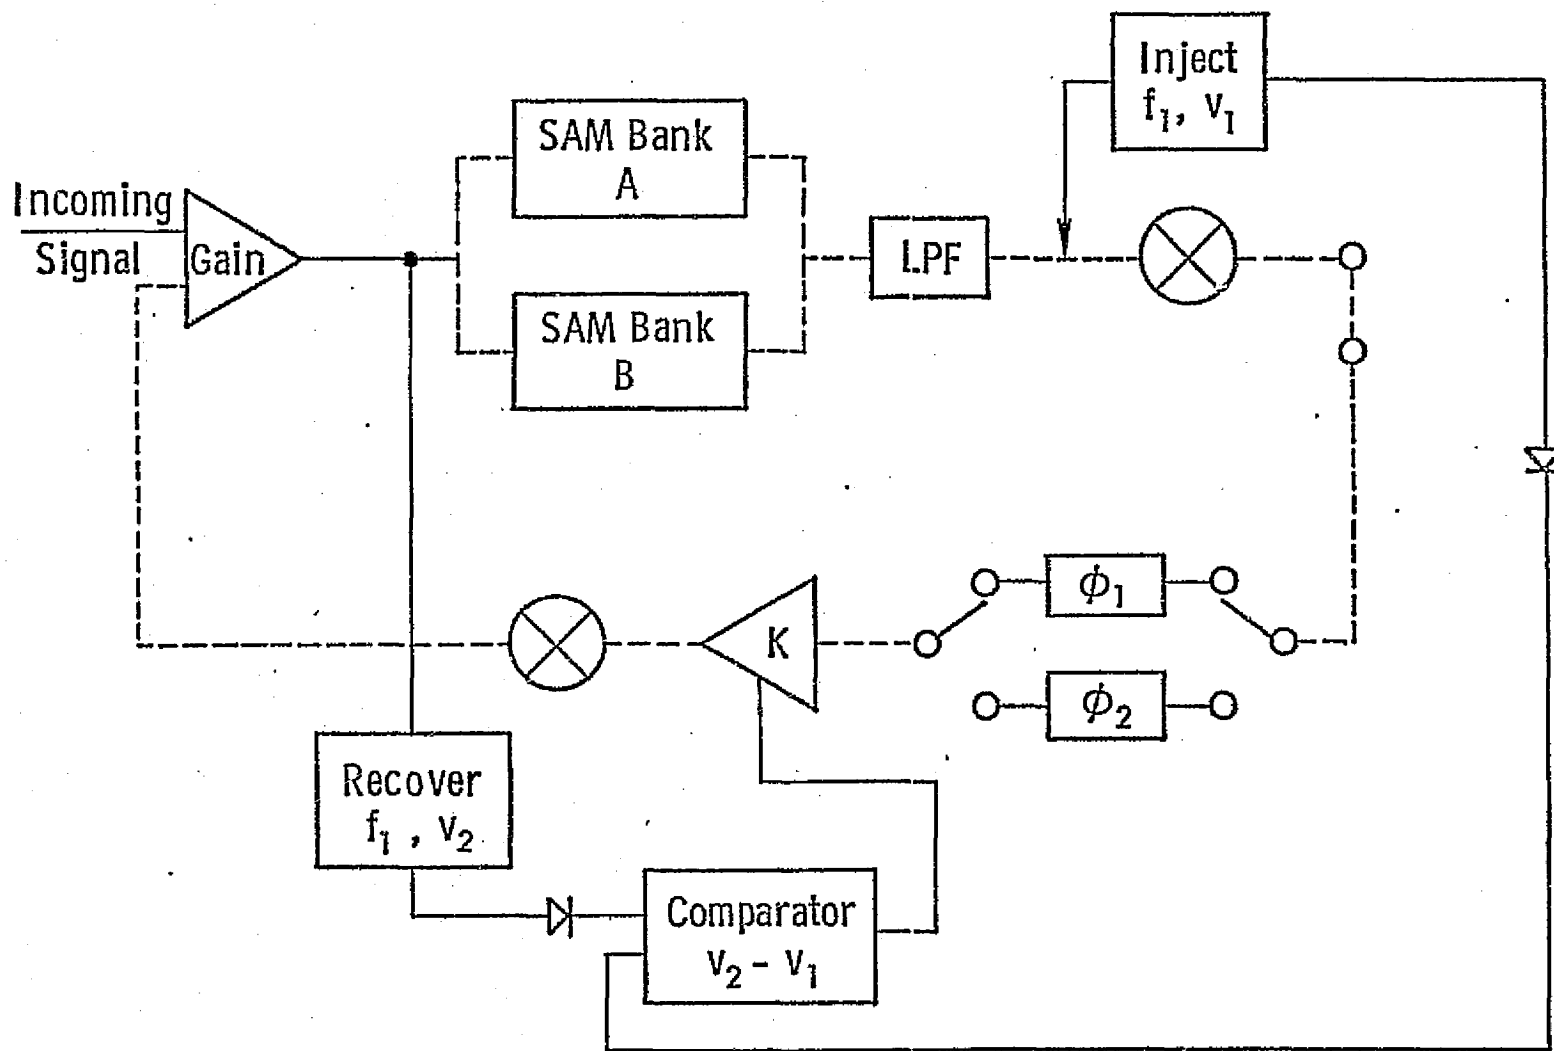 Inject
f₁, v₁
SAM Bank
A
Incoming
Signal
Gain
LPF
SAM Bank
B
ϕ₁
K
ϕ₂
Recover
f₁, v₂
Comparator
v₂ - v₁